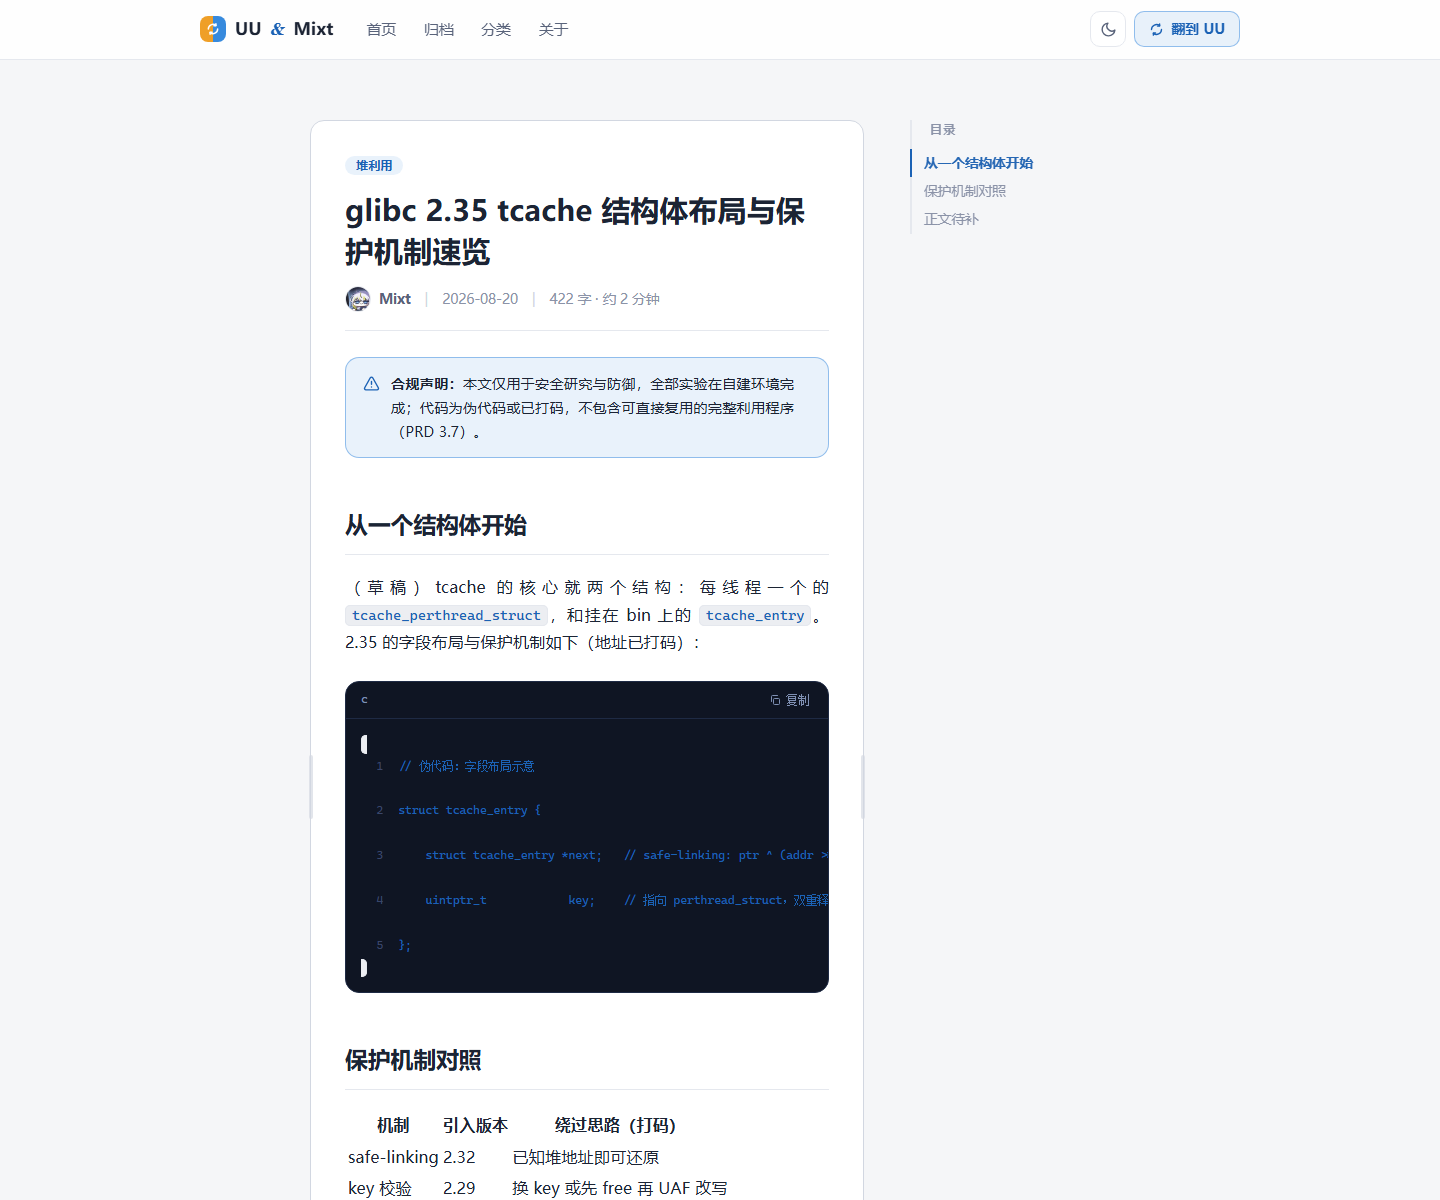 UU & Mixt 首页 归档 分类 关于 翻到 UU
目录
从一个结构体开始
保护机制对照
正文待补
堆利用
glibc 2.35 tcache 结构体布局与保
护机制速览
Mixt | 2026-08-20 | 422 字 · 约 2 分钟
合规声明：本文仅用于安全研究与防御，全部实验在自建环境完
成；代码为伪代码或已打码，不包含可直接复用的完整利用程序
（PRD 3.7）。
从一个结构体开始
（草稿）tcache 的核心就两个结构：每线程一个的
tcache_perthread_struct，和挂在 bin 上的 tcache_entry。
2.35 的字段布局与保护机制如下（地址已打码）：
c 复制
1 // 伪代码: 字段布局示意
2 struct tcache_entry {
3 struct tcache_entry *next; // safe-linking: ptr ^ (addr >
4 uintptr_t key; // 指向 perthread_struct，双重释
5 };
保护机制对照
机制 引入版本 绕过思路（打码）
safe-linking 2.32 已知堆地址即可还原
key 校验 2.29 换 key 或先 free 再 UAF 改写